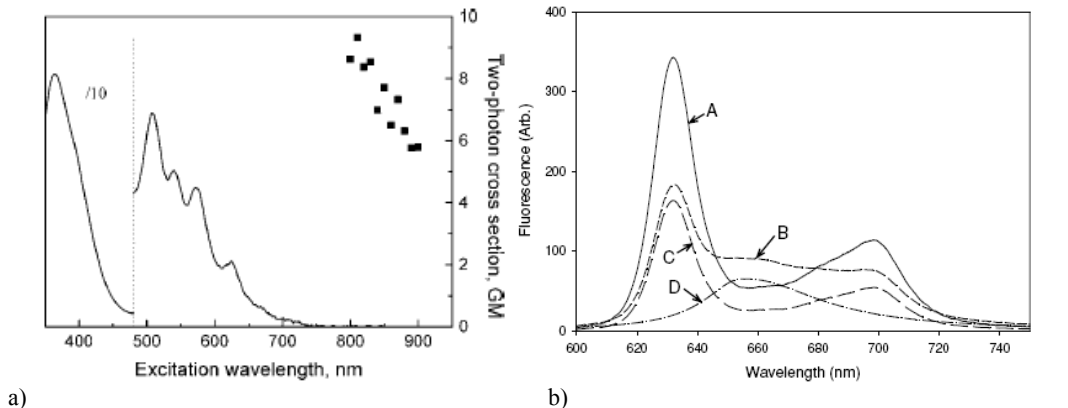 10
8
6
4
2
0
Two-photon cross section, GM
/10
400 500 600 700 800 900
Excitation wavelength, nm
a)
400
300
200
100
0
Fluorescence (Arb.)
A
B
C
D
600 620 640 660 680 700 720 740
Wavelength (nm)
b)